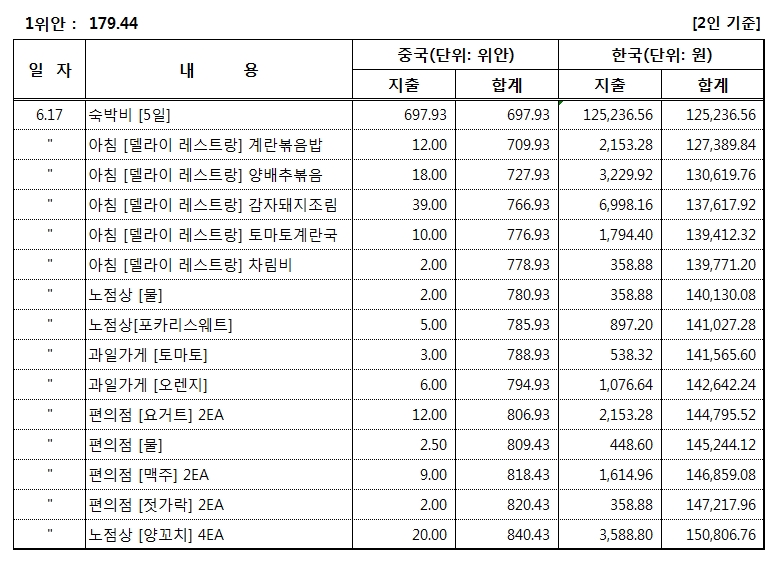 1위안 : 179.44 [2인 기준]
일 자 내 용 중국(단위: 위안) 한국(단위: 원)
지출 합계 지출 합계
6.17 숙박비 [5일] 697.93 697.93 125,236.56 125,236.56
" 아침 [델라이 레스트랑] 계란볶음밥 12.00 709.93 2,153.28 127,389.84
" 아침 [델라이 레스트랑] 양배추볶음 18.00 727.93 3,229.92 130,619.76
" 아침 [델라이 레스트랑] 감자돼지조림 39.00 766.93 6,998.16 137,617.92
" 아침 [델라이 레스트랑] 토마토계란국 10.00 776.93 1,794.40 139,412.32
" 아침 [델라이 레스트랑] 차림비 2.00 778.93 358.88 139,771.20
" 노점상 [물] 2.00 780.93 358.88 140,130.08
" 노점상[포카리스웨트] 5.00 785.93 897.20 141,027.28
" 과일가게 [토마토] 3.00 788.93 538.32 141,565.60
" 과일가게 [오렌지] 6.00 794.93 1,076.64 142,642.24
" 편의점 [요거트] 2EA 12.00 806.93 2,153.28 144,795.52
" 편의점 [물] 2.50 809.43 448.60 145,244.12
" 편의점 [맥주] 2EA 9.00 818.43 1,614.96 146,859.08
" 편의점 [젓가락] 2EA 2.00 820.43 358.88 147,217.96
" 노점상 [양꼬치] 4EA 20.00 840.43 3,588.80 150,806.76